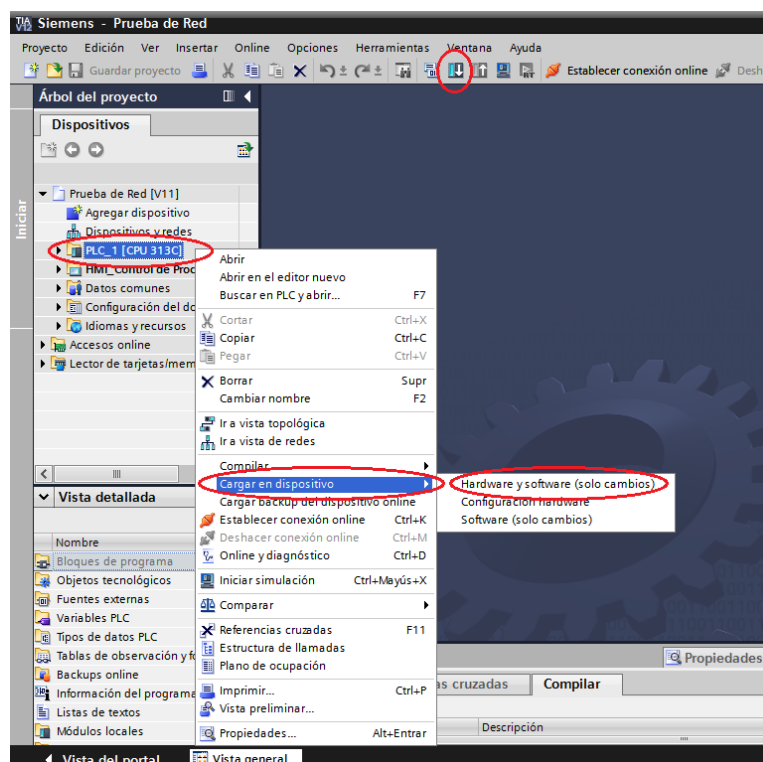 TIA V12 Siemens - Prueba de Red
Proyecto Edición Ver Insertar Online Opciones Herramientas Ventana Ayuda
Guardar proyecto Establecer conexión online Desh
Árbol del proyecto
Dispositivos
Iniciar
Prueba de Red [V11]
Agregar dispositivo
Dispositivos y redes
PLC_1 [CPU 313C]
HMI_Control de Proc
Datos comunes
Configuración del do
Idiomas y recursos
Accesos online
Lector de tarjetas/mem
Abrir
Abrir en el editor nuevo
Buscar en PLC y abrir... F7
Cortar Ctrl+X
Copiar Ctrl+C
Pegar Ctrl+V
Borrar Supr
Cambiar nombre F2
Ir a vista topológica
Ir a vista de redes
Compilar
Cargar en dispositivo
Cargar backup del dispositivo online
Establecer conexión online Ctrl+K
Deshacer conexión online Ctrl+M
Online y diagnóstico Ctrl+D
Iniciar simulación Ctrl+Mayús+X
Comparar
Referencias cruzadas F11
Estructura de llamadas
Plano de ocupación
Imprimir... Ctrl+P
Vista preliminar...
Propiedades... Alt+Entrar
Hardware y software (solo cambios)
Configuración hardware
Software (solo cambios)
Vista detallada
Nombre
Bloques de programa
Objetos tecnológicos
Fuentes externas
Variables PLC
Tipos de datos PLC
Tablas de observación y fo
Backups online
Información del programa
Listas de textos
Módulos locales
Propiedades
as cruzadas Compilar
Descripción
Vista del portal Vista general